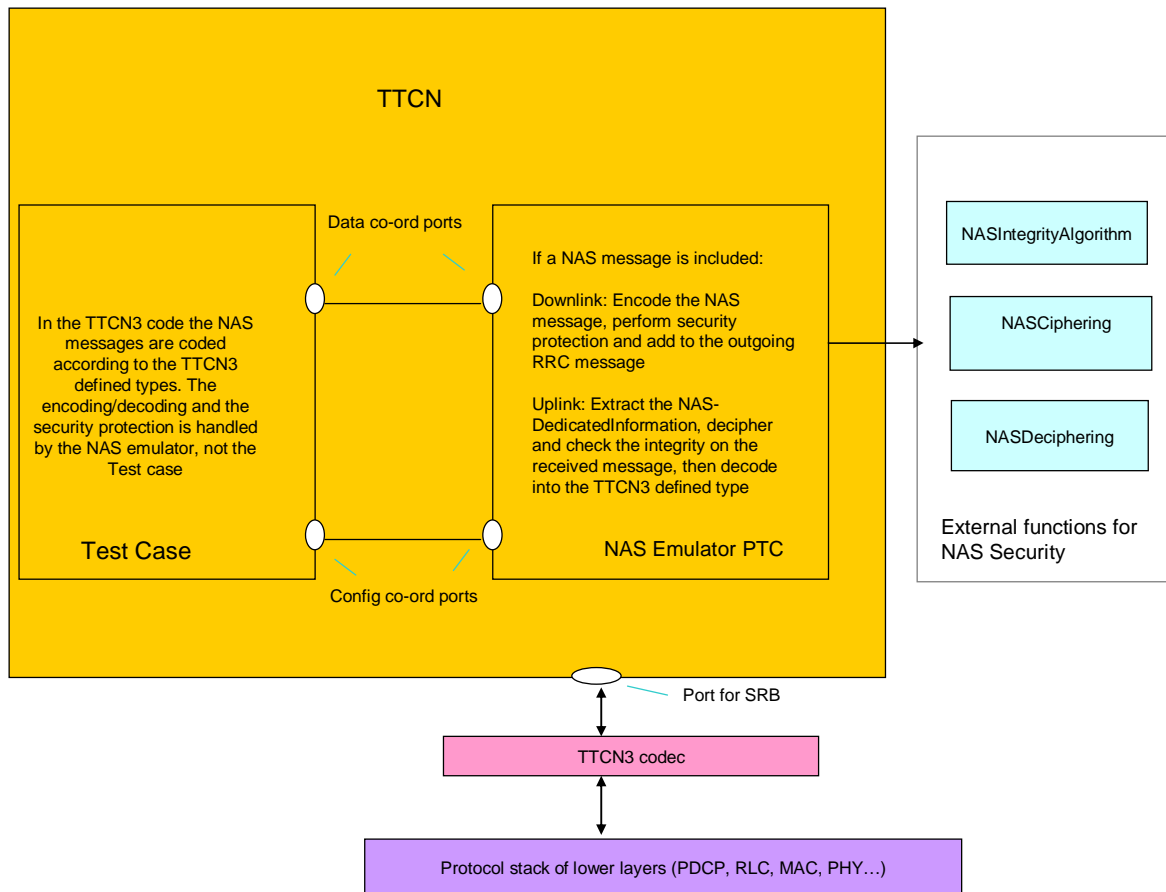 TTCN
Data co-ord ports
In the TTCN3 code the NAS
messages are coded
according to the TTCN3
defined types. The
encoding/decoding and the
security protection is handled
by the NAS emulator, not the
Test case
Test Case
If a NAS message is included:
Downlink: Encode the NAS
message, perform security
protection and add to the outgoing
RRC message
Uplink: Extract the NAS-
DedicatedInformation, decipher
and check the integrity on the
received message, then decode
into the TTCN3 defined type
NAS Emulator PTC
Config co-ord ports
NASIntegrityAlgorithm
NASCiphering
NASDeciphering
External functions for
NAS Security
Port for SRB
TTCN3 codec
Protocol stack of lower layers (PDCP, RLC, MAC, PHY…)